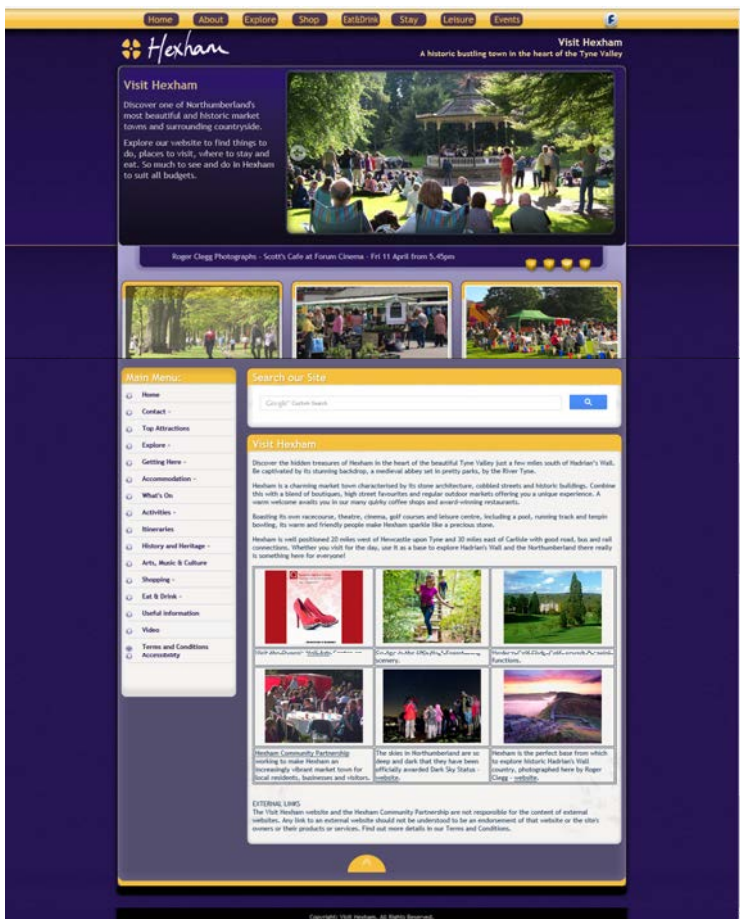 Home About Explore Shop Eat&Drink Stay Leisure Events
Hexham
Visit Hexham
A historic bustling town in the heart of the Tyne Valley
Visit Hexham
Discover one of Northumberland's
most beautiful and historic market
towns and surrounding countryside.
Explore our website to find things to
do, places to visit, where to stay and
eat. So much to see and do in Hexham
to suit all budgets.
Roger Clegg Photographs - Scott's Cafe at Forum Cinema - Fri 11 April from 5.45pm
Main Menu:
Home
Contact -
Top Attractions
Explore -
Getting Here -
Accommodation -
What's On
Activities -
Itineraries
History and Heritage -
Arts, Music & Culture
Shopping -
Eat & Drink -
Useful information
Video
Terms and Conditions
Accessibility
Search our Site
Google Custom Search
Visit Hexham
Discover the hidden treasures of Hexham in the heart of the beautiful Tyne Valley just a few miles south of Hadrian's Wall.
Be captivated by its stunning backdrop, a medieval abbey set in pretty parks, by the River Tyne.
Hexham is a charming market town characterised by its stone architecture, cobbled streets and historic buildings. Combine
this with a blend of boutiques, high street favourites and regular outdoor markets offering you a unique experience. A
warm welcome awaits you in our many quirky coffee shops and award-winning restaurants.
Boasting its own racecourse, theatre, cinema, golf courses and leisure centre, including a pool, running track and tenpin
bowling, its warm and friendly people make Hexham sparkle like a precious stone.
Hexham is well positioned 20 miles west of Newcastle upon Tyne and 30 miles east of Carlisle with good road, bus and rail
connections. Whether you visit for the day, use it as a base to explore Hadrian's Wall and the Northumberland there really
is something here for everyone!
scenery.
functions.
Hexham Community Partnership
working to make Hexham an
increasingly vibrant market town for
local residents, businesses and visitors.
The skies in Northumberland are so
deep and dark that they have been
officially awarded Dark Sky Status -
website.
Hexham is the perfect base from which
to explore historic Hadrian's Wall
country, photographed here by Roger
Clegg - website.
EXTERNAL LINKS
The Visit Hexham website and the Hexham Community Partnership are not responsible for the content of external
websites. Any link to an external website should not be understood to be an endorsement of that website or the site's
owners or their products or services. Find out more details in our Terms and Conditions.
Copyright: Visit Hexham. All Rights Reserved.